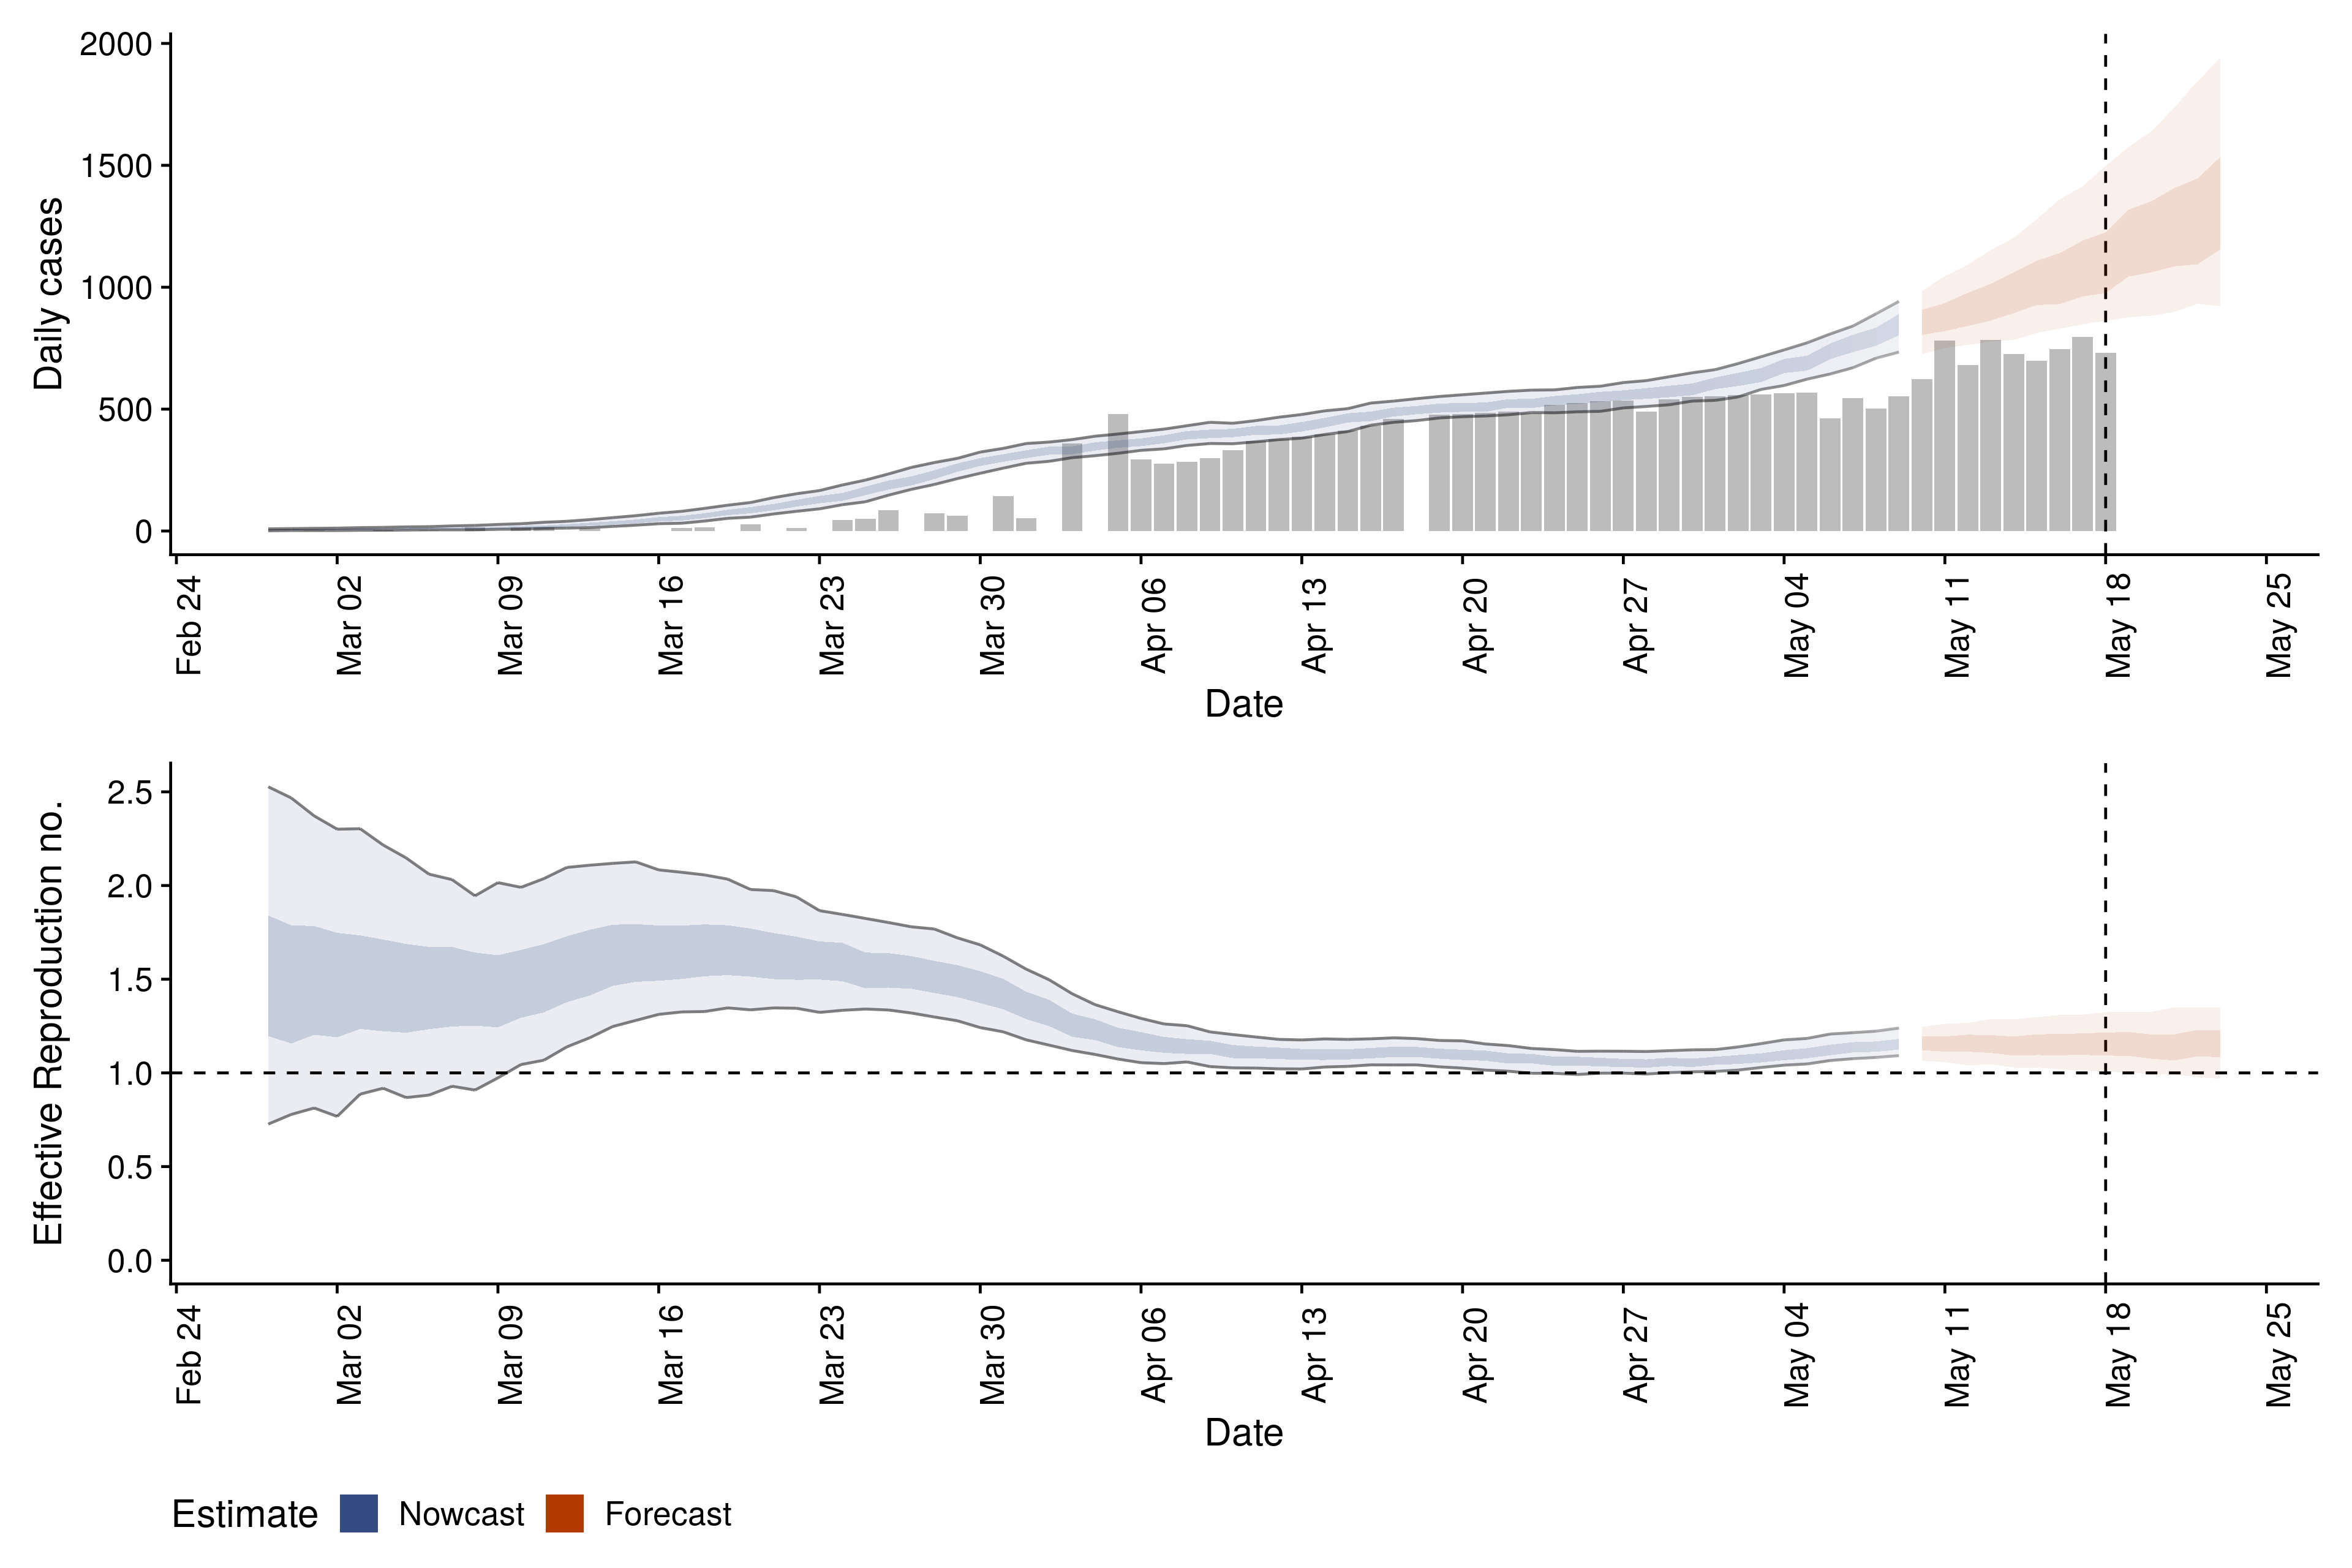 Daily cases
2000
1500
1000
500
0
Feb 24
Mar 02
Mar 09
Mar 16
Mar 23
Mar 30
Apr 06
Apr 13
Apr 20
Apr 27
May 04
May 11
May 18
May 25
Date
Effective Reproduction no.
2.5
2.0
1.5
1.0
0.5
0.0
Feb 24
Mar 02
Mar 09
Mar 16
Mar 23
Mar 30
Apr 06
Apr 13
Apr 20
Apr 27
May 04
May 11
May 18
May 25
Date
Estimate Nowcast Forecast